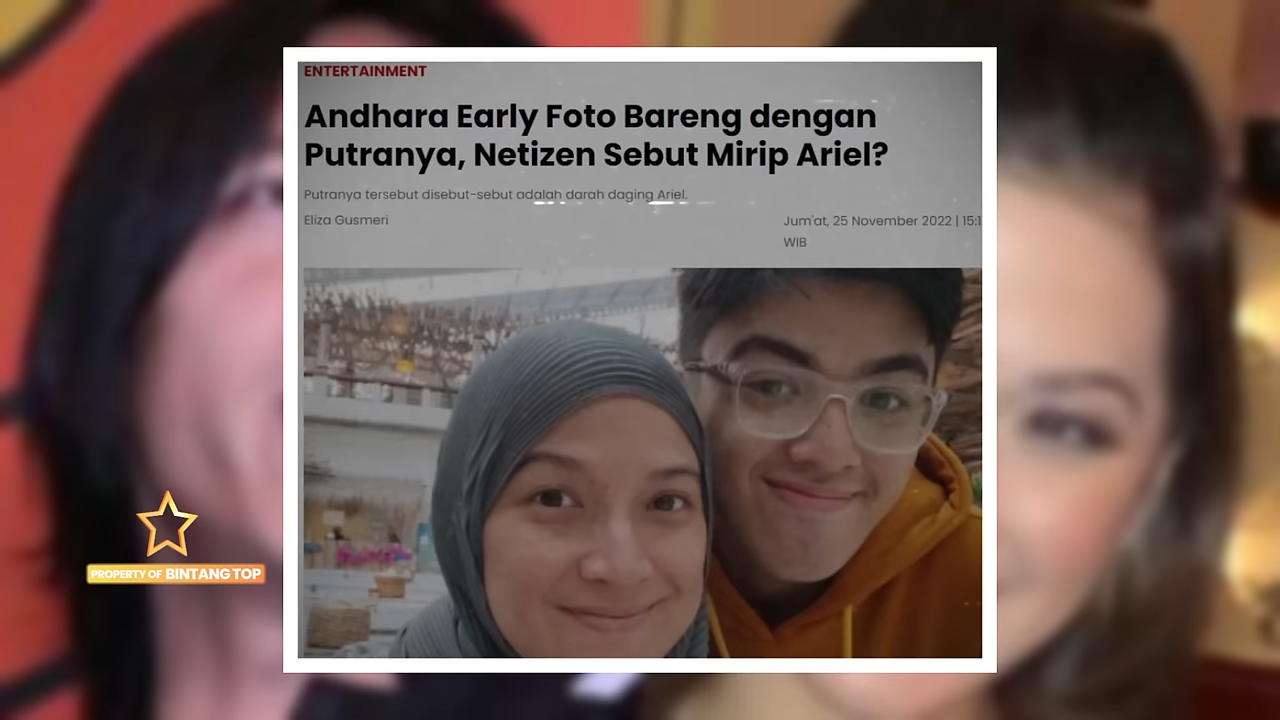 ENTERTAINMENT
Andhara Early Foto Bareng dengan
Putranya, Netizen Sebut Mirip Ariel?
Putranya tersebut disebut-sebut adalah darah daging Ariel.
Eliza Gusmeri
Jum'at, 25 November 2022 | 15:1
WIB
PROPERTY OF BINTANG TOP